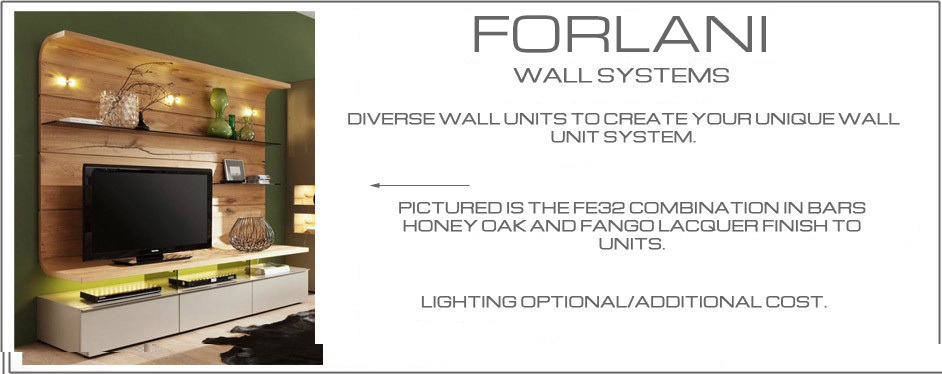 FORLANI
WALL SYSTEMS
DIVERSE WALL UNITS TO CREATE YOUR UNIQUE WALL
UNIT SYSTEM.
PICTURED IS THE FE32 COMBINATION IN BARS
HONEY OAK AND FANGO LACQUER FINISH TO
UNITS.
LIGHTING OPTIONAL/ADDITIONAL COST.